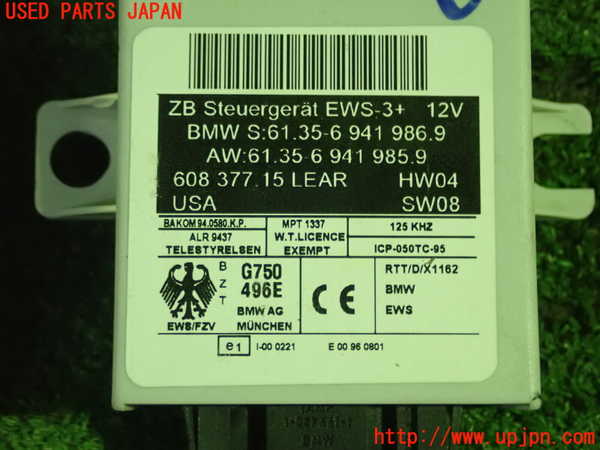 USED PARTS JAPAN
ZB Steuergerät EWS-3+ 12V
BMW S:61.35-6 941 986.9
AW:61.35-6 941 985.9
608 377.15 LEAR HW04
USA SW08
BAKOM 94.0580.K.P. MPT 1337 125 KHZ
ALR 9437 W.T.LICENCE
TELESTYRELSEN EXEMPT ICP-050TC-95
BZT G750 RTT/D/X1162
496E CE BMW
BMW AG EWS
EWS/FZV MÜNCHEN
e1 I-00 0221 E 00 96 0801
BMW
http://www.upjpn.com/